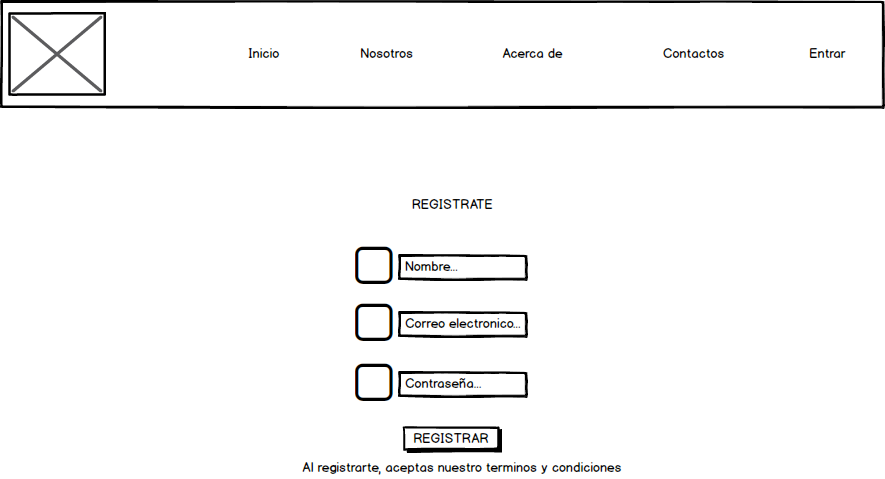 Inicio Nosotros Acerca de Contactos Entrar
REGISTRATE
Nombre...
Correo electronico...
Contraseña...
REGISTRAR
Al registrarte, aceptas nuestro terminos y condiciones